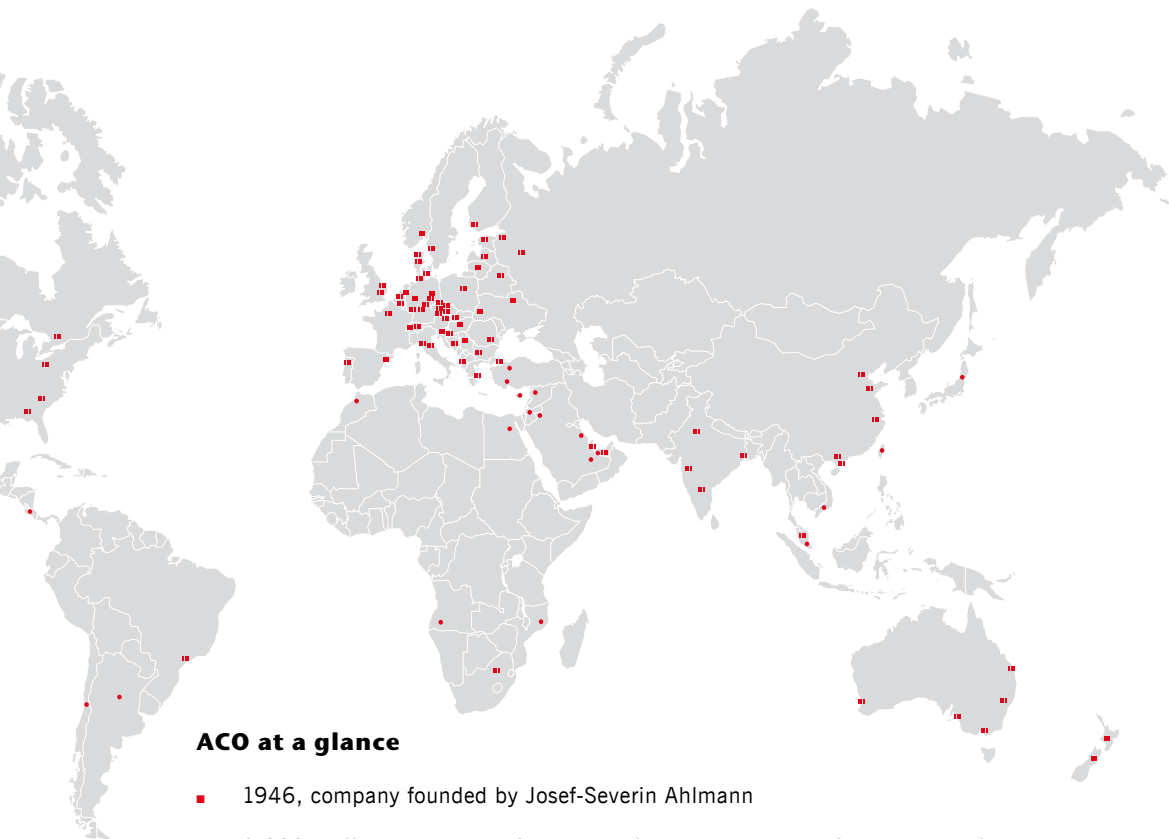 ACO at a glance
1946, company founded by Josef-Severin Ahlmann